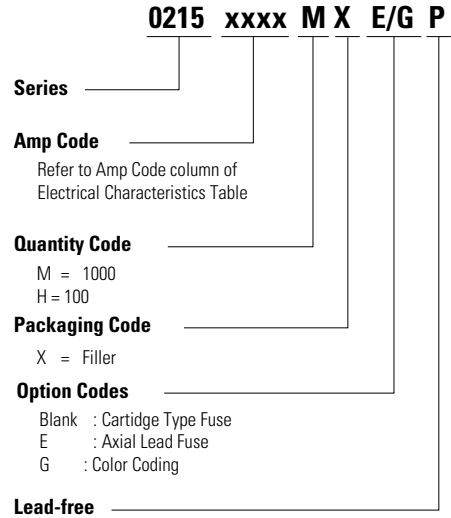 0215 xxxx M X E/G P
Series
Amp Code
Refer to Amp Code column of
Electrical Characteristics Table
Quantity Code
M = 1000
H = 100
Packaging Code
X = Filler
Option Codes
Blank : Cartidge Type Fuse
E : Axial Lead Fuse
G : Color Coding
Lead-free